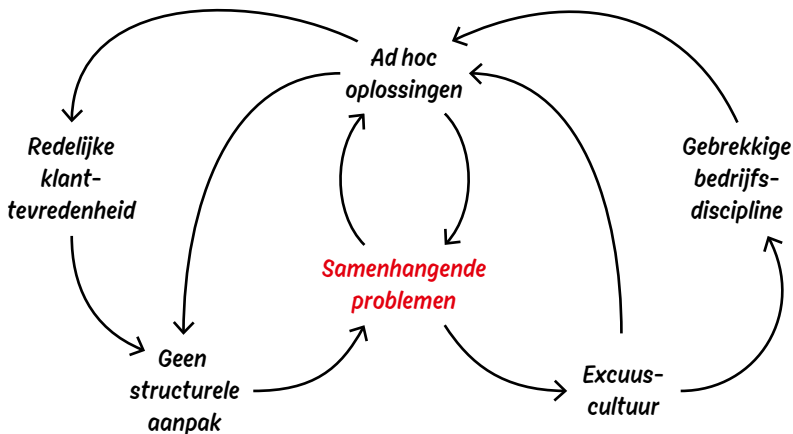 Ad hoc
oplossingen
Redelijke
klant-
tevredenheid
Gebrekkige
bedrijfs-
discipline
Samenhangende
problemen
Geen
structurele
aanpak
Excuus-
cultuur